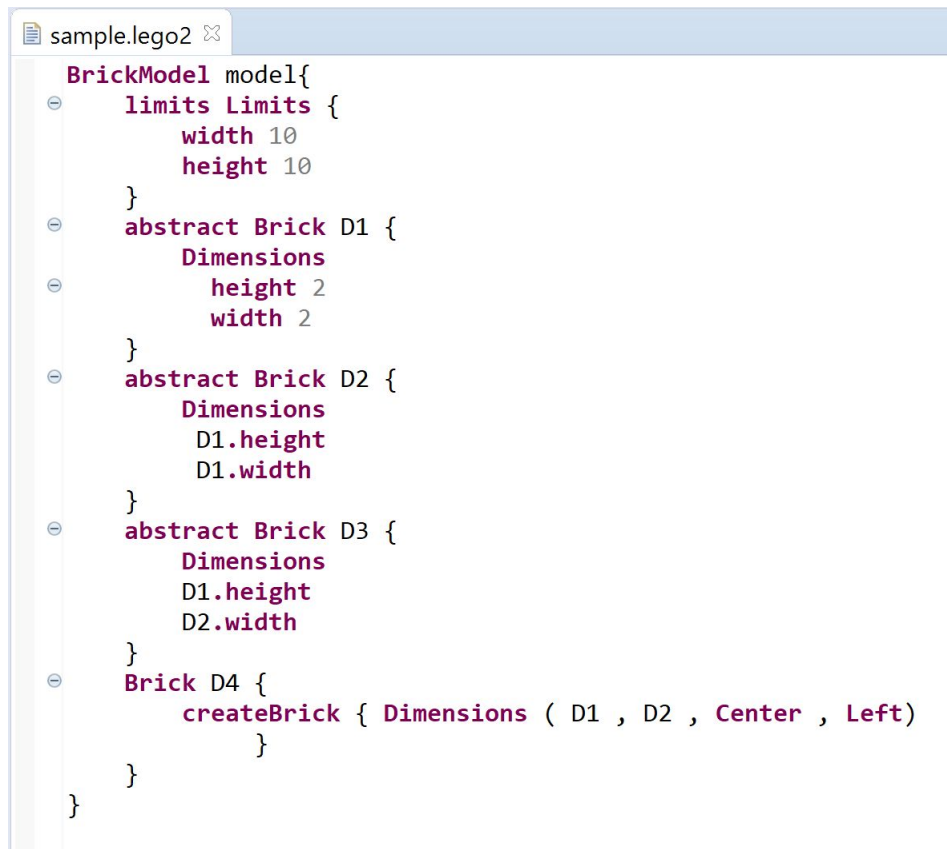 sample.lego2
BrickModel model{
limits Limits {
width 10
height 10
}
abstract Brick D1 {
Dimensions
height 2
width 2
}
abstract Brick D2 {
Dimensions
D1.height
D1.width
}
abstract Brick D3 {
Dimensions
D1.height
D2.width
}
Brick D4 {
createBrick { Dimensions ( D1 , D2 , Center , Left)
}
}
}